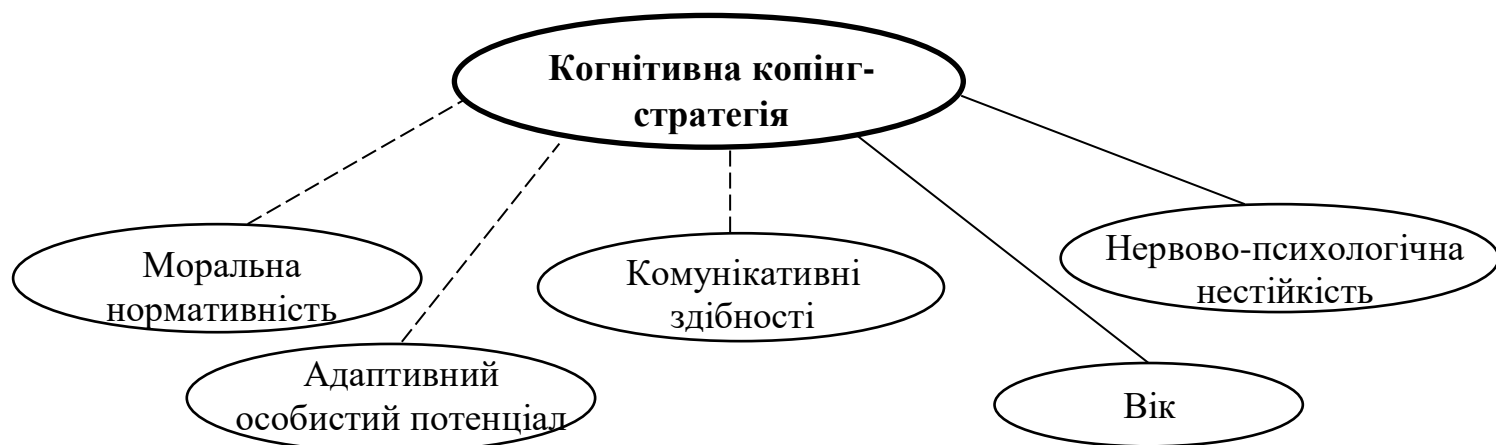 Когнітивна копінг-
стратегія
Моральна
нормативність
Адаптивний
особистий потенціал
Комунікативні
здібності
Вік
Нервово-психологічна
нестійкість